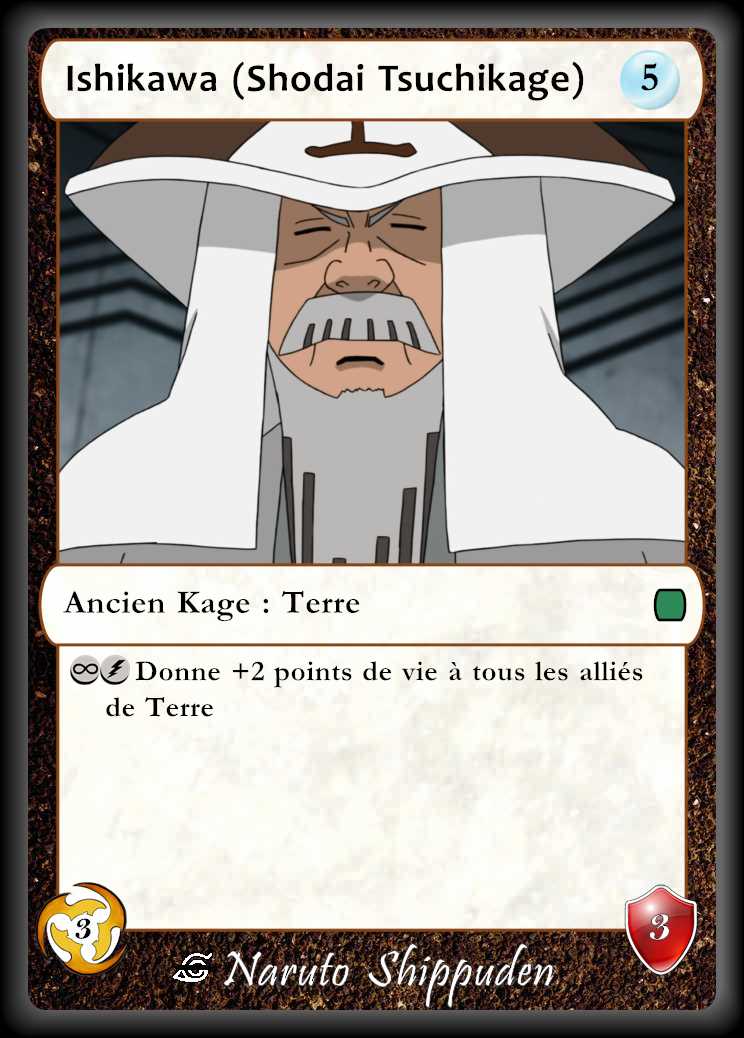 Ishikawa (Shodai Tsuchikage)
5
Ancien Kage : Terre
Donne +2 points de vie à tous les alliés
de Terre
3
3
Naruto Shippuden